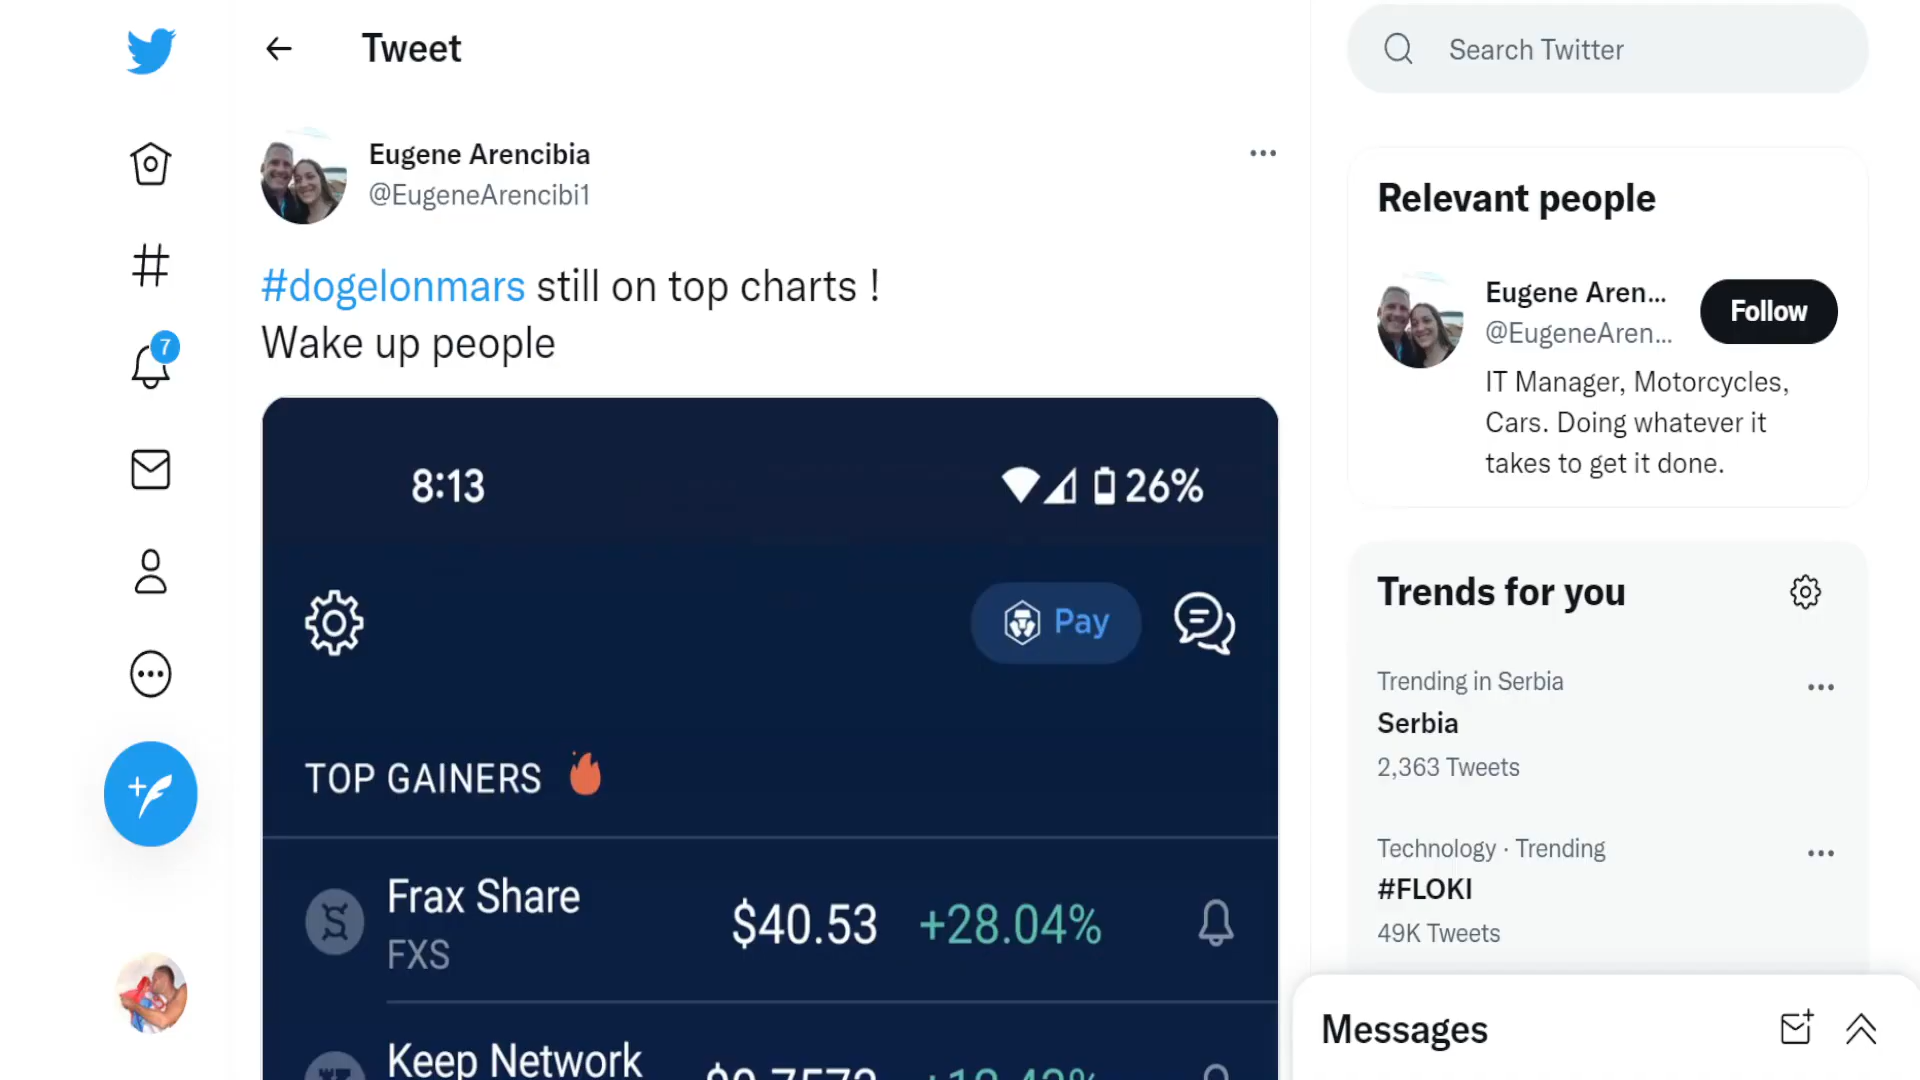 Tweet
Search Twitter
Eugene Arencibia
@EugeneArencibi1
#dogelonmars still on top charts !
Wake up people
8:13
26%
Pay
TOP GAINERS
Frax Share
FXS
$40.53
+28.04%
Keep Network
7
Relevant people
Eugene Aren...
@EugeneAren...
Follow
IT Manager, Motorcycles,
Cars. Doing whatever it
takes to get it done.
Trends for you
Trending in Serbia
Serbia
2,363 Tweets
Technology · Trending
#FLOKI
49K Tweets
Messages